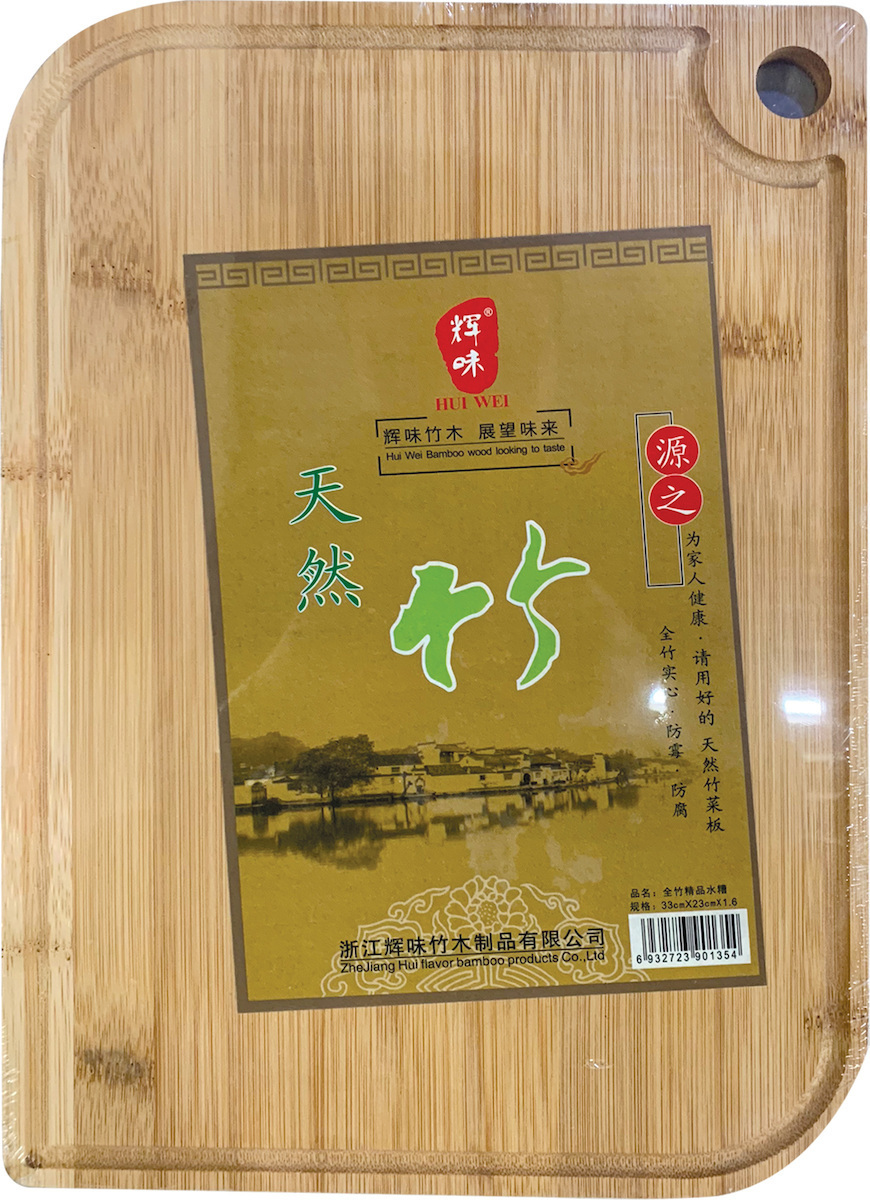 辉®
味
HUI WEI
辉味竹木 展望味来
Hui Wei Bamboo wood looking to taste
天然
竹
源之
为家人健康·请用好的 天然竹菜板
全竹实心·防霉·防腐
品名：全竹精品水糟
规格：33cmX23cmX1.6
6 932723 901354
浙江辉味竹木制品有限公司
ZheJiang Hui flavor bamboo products Co.,Ltd